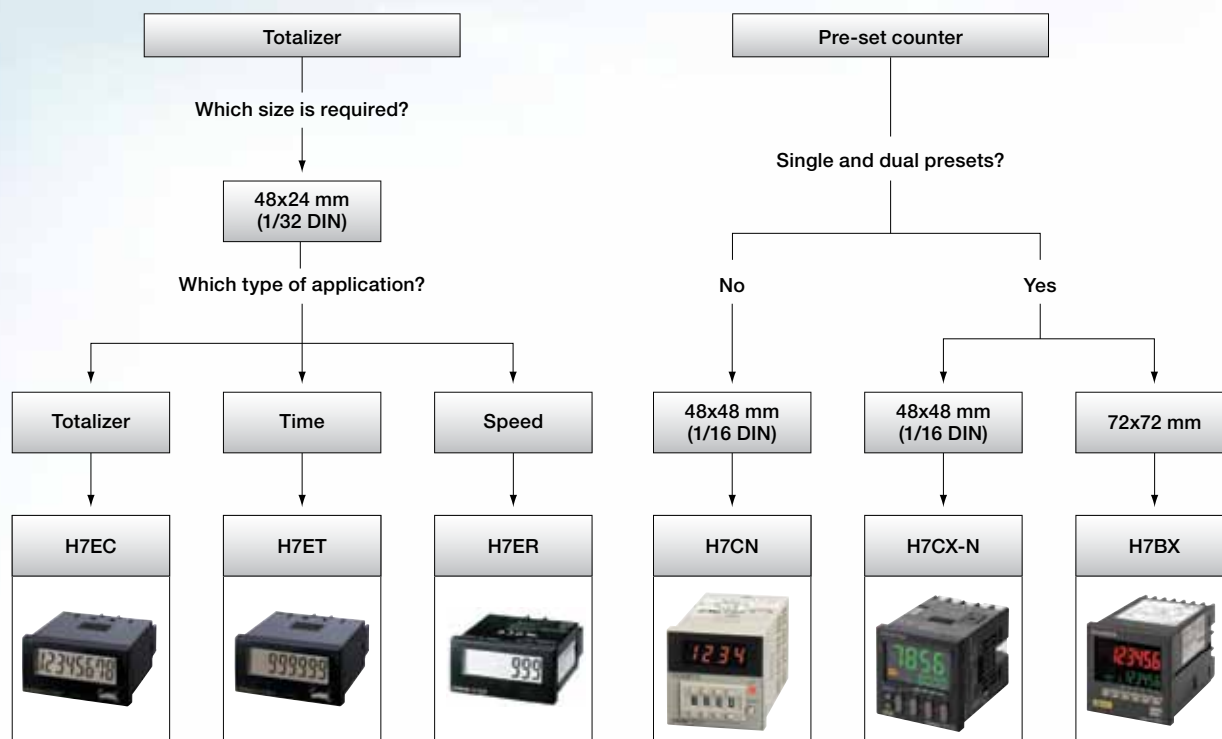 Totalizer
Pre-set counter
Which size is required?
Single and dual presets?
48x24 mm
(1/32 DIN)
Which type of application?
No
Yes
Totalizer
Time
Speed
48x48 mm
(1/16 DIN)
48x48 mm
(1/16 DIN)
72x72 mm
H7EC
H7ET
H7ER
H7CN
H7CX-N
H7BX
12345678
999999
999
1234
7856
123456
123456